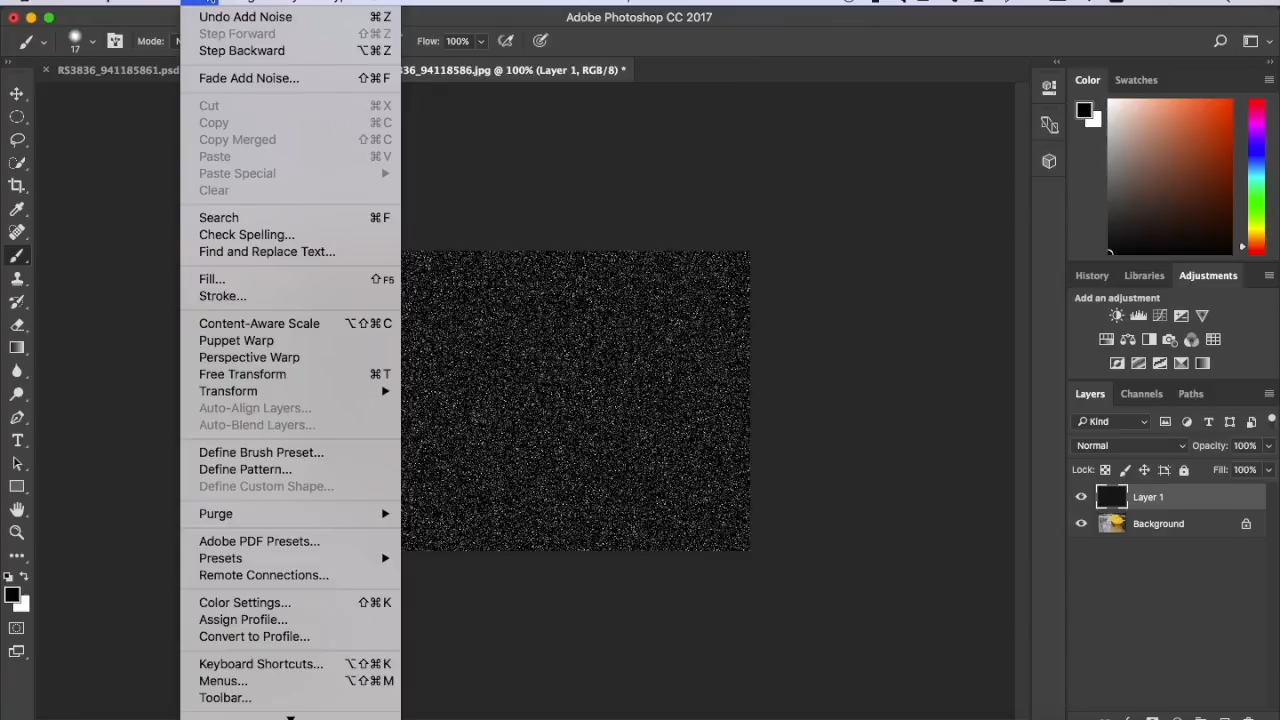 Adobe Photoshop CC 2017
17
Mode:
Flow: 100%
RS3836_941185861.psd
36_94118586.jpg @ 100% (Layer 1, RGB/8) *
Undo Add Noise ⌘Z
Step Forward ⇧⌘Z
Step Backward ⌥⌘Z
Fade Add Noise... ⇧⌘F
Cut ⌘X
Copy ⌘C
Copy Merged ⇧⌘C
Paste ⌘V
Paste Special
Clear
Search ⌘F
Check Spelling...
Find and Replace Text...
Fill... ⇧F5
Stroke...
Content-Aware Scale ⌥⇧⌘C
Puppet Warp
Perspective Warp
Free Transform ⌘T
Transform
Auto-Align Layers...
Auto-Blend Layers...
Define Brush Preset...
Define Pattern...
Define Custom Shape...
Purge
Adobe PDF Presets...
Presets
Remote Connections...
Color Settings... ⇧⌘K
Assign Profile...
Convert to Profile...
Keyboard Shortcuts... ⌥⇧⌘K
Menus... ⌥⇧⌘M
Toolbar...
Color Swatches
History Libraries Adjustments
Add an adjustment
Layers Channels Paths
Kind
Normal Opacity: 100%
Lock: Fill: 100%
Layer 1
Background